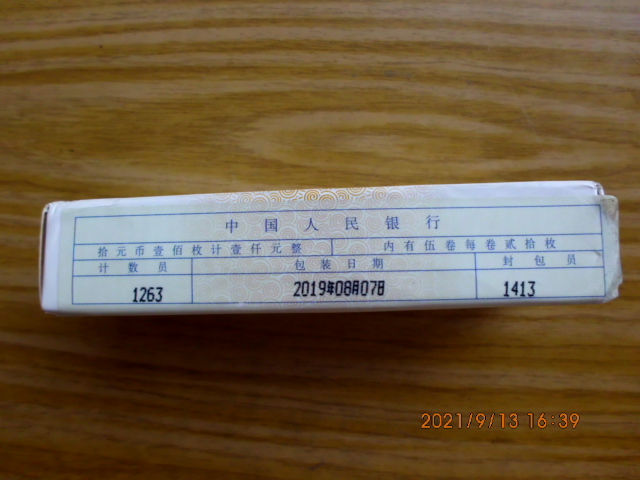 中国人民银行
拾元币壹佰枚计壹仟元整 内有伍卷每卷贰拾枚
计数员 包装日期 封包员
1263 2019年08月07日 1413
2021/9/13 16:39